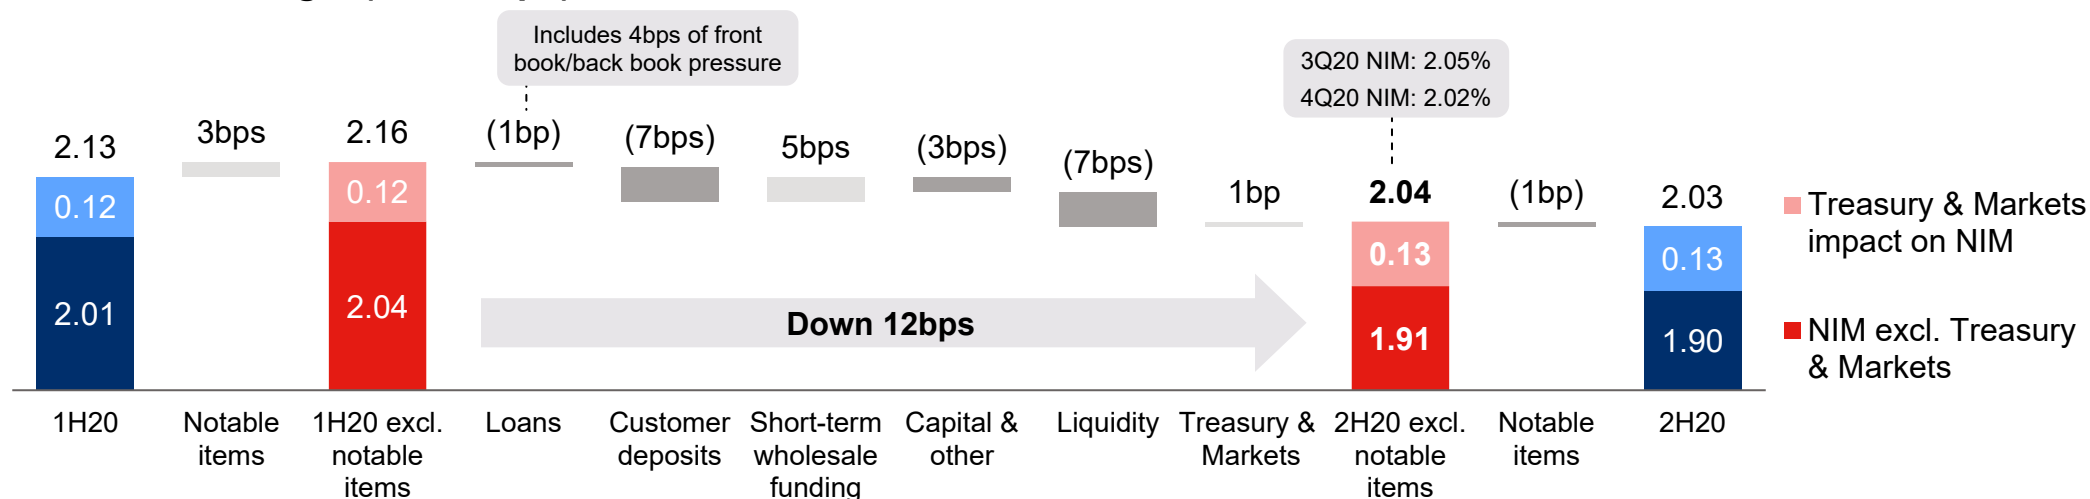 Includes 4bps of front
book/back book pressure
3Q20 NIM: 2.05%
4Q20 NIM: 2.02%
2.13
3bps
2.16
(1bp)
(7bps)
5bps
(3bps)
(7bps)
1bp
2.04
(1bp)
2.03
0.12
0.12
0.13
0.13
2.01
2.04
1.91
1.90
Down 12bps
Treasury & Markets
impact on NIM
NIM excl. Treasury
& Markets
1H20
Notable
items
1H20 excl.
notable
items
Loans
Customer
deposits
Short-term
wholesale
funding
Capital &
other
Liquidity
Treasury &
Markets
2H20 excl.
notable
items
Notable
items
2H20